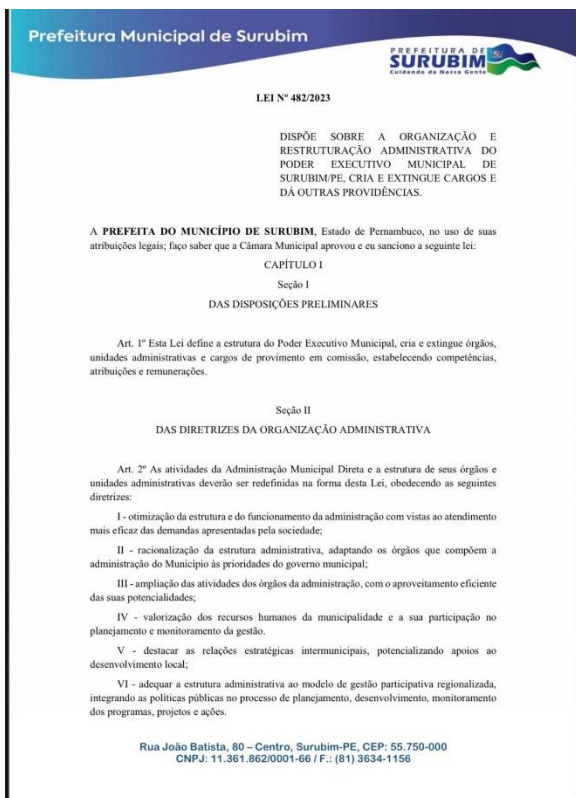 Prefeitura Municipal de Surubim
PREFEITURA DE
SURUBIM
Cuidando da Nossa Gente
LEI Nº 482/2023
DISPÕE SOBRE A ORGANIZAÇÃO E
RESTRUTURAÇÃO ADMINISTRATIVA DO
PODER EXECUTIVO MUNICIPAL DE
SURUBIM/PE, CRIA E EXTINGUE CARGOS E
DÁ OUTRAS PROVIDÊNCIAS.
A PREFEITA DO MUNICÍPIO DE SURUBIM, Estado de Pernambuco, no uso de suas
atribuições legais; faço saber que a Câmara Municipal aprovou e eu sanciono a seguinte lei:
CAPÍTULO I
Seção I
DAS DISPOSIÇÕES PRELIMINARES
Art. 1º Esta Lei define a estrutura do Poder Executivo Municipal, cria e extingue órgãos,
unidades administrativas e cargos de provimento em comissão, estabelecendo competências,
atribuições e remunerações.
Seção II
DAS DIRETRIZES DA ORGANIZAÇÃO ADMINISTRATIVA
Art. 2º As atividades da Administração Municipal Direta e a estrutura de seus órgãos e
unidades administrativas deverão ser redefinidas na forma desta Lei, obedecendo as seguintes
diretrizes:
I - otimização da estrutura e do funcionamento da administração com vistas ao atendimento
mais eficaz das demandas apresentadas pela sociedade;
II - racionalização da estrutura administrativa, adaptando os órgãos que compõem a
administração do Município às prioridades do governo municipal;
III - ampliação das atividades dos órgãos da administração, com o aproveitamento eficiente
das suas potencialidades;
IV - valorização dos recursos humanos da municipalidade e a sua participação no
planejamento e monitoramento da gestão.
V - destacar as relações estratégicas intermunicipais, potencializando apoios ao
desenvolvimento local;
VI - adequar a estrutura administrativa ao modelo de gestão participativa regionalizada,
integrando as políticas públicas no processo de planejamento, desenvolvimento, monitoramento
dos programas, projetos e ações.
Rua João Batista, 80 – Centro, Surubim-PE, CEP: 55.750-000
CNPJ: 11.361.862/0001-66 / F.: (81) 3634-1156